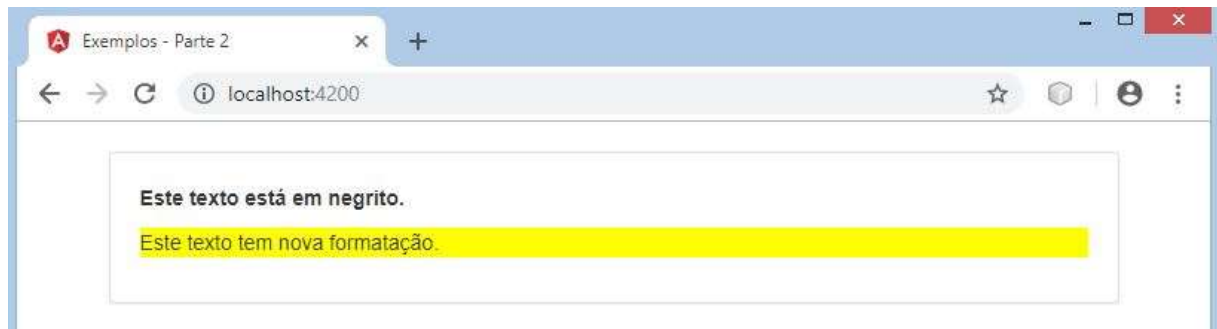 Exemplos - Parte 2
localhost:4200
Este texto está em negrito.
Este texto tem nova formatação.